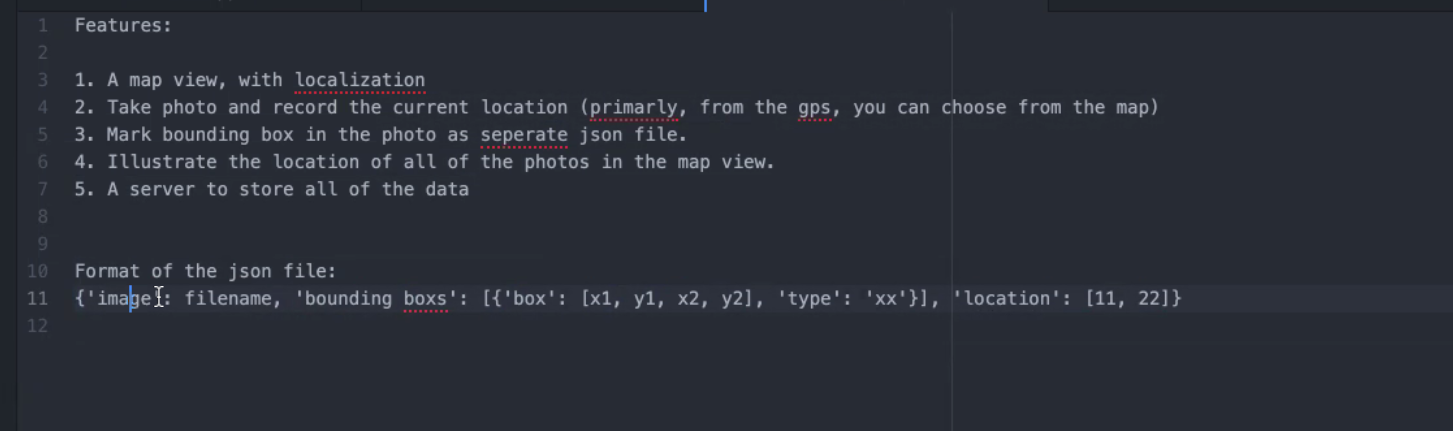 1 Features:
2
3 1. A map view, with localization
4 2. Take photo and record the current location (primarly, from the gps, you can choose from the map)
5 3. Mark bounding box in the photo as seperate json file.
6 4. Illustrate the location of all of the photos in the map view.
7 5. A server to store all of the data
8
9
10 Format of the json file:
11 {'image': filename, 'bounding boxs': [{'box': [x1, y1, x2, y2], 'type': 'xx'}], 'location': [11, 22]}
12